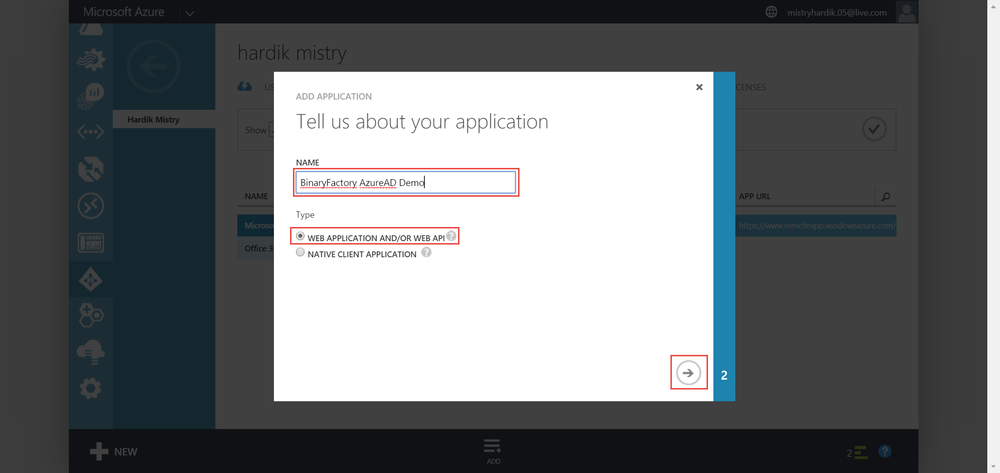 Microsoft Azure
mistryhardik.05@live.com
hardik mistry
US
CENSES
Hardik Mistry
Show
ADD APPLICATION
Tell us about your application
NAME
BinaryFactory AzureAD Demo
Type
WEB APPLICATION AND/OR WEB API ?
NATIVE CLIENT APPLICATION ?
NAME
APP URL
Microso
https://www.remoteapp.windowsazure.com/
Office 3
2
NEW
ADD
2
?